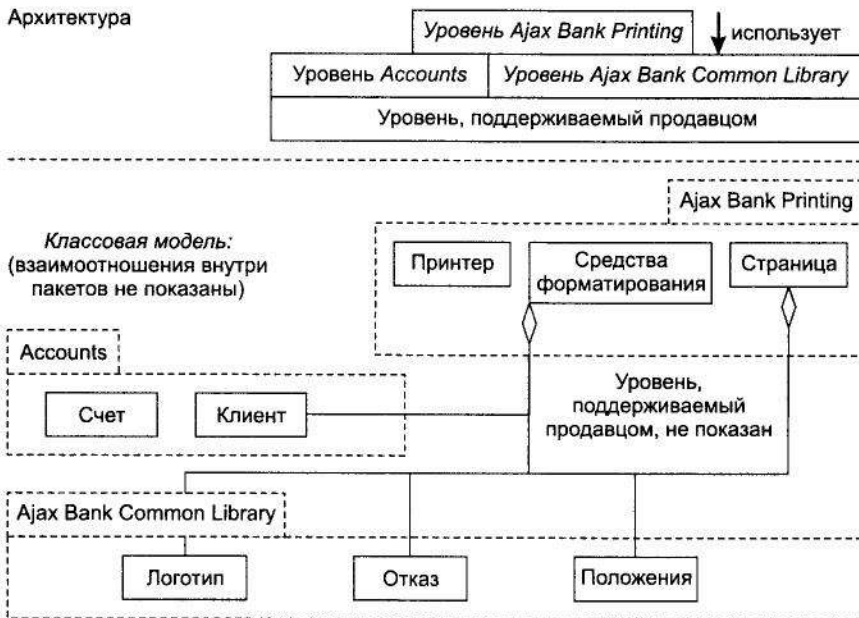 Архитектура
Уровень Ajax Bank Printing
использует
Уровень Accounts
Уровень Ajax Bank Common Library
Уровень, поддерживаемый продавцом
Ajax Bank Printing
Классовая модель:
(взаимоотношения внутри
пакетов не показаны)
Принтер
Средства
форматирования
Страница
Accounts
Счет
Клиент
Уровень,
поддерживаемый
продавцом, не показан
Ajax Bank Common Library
Логотип
Отказ
Положения